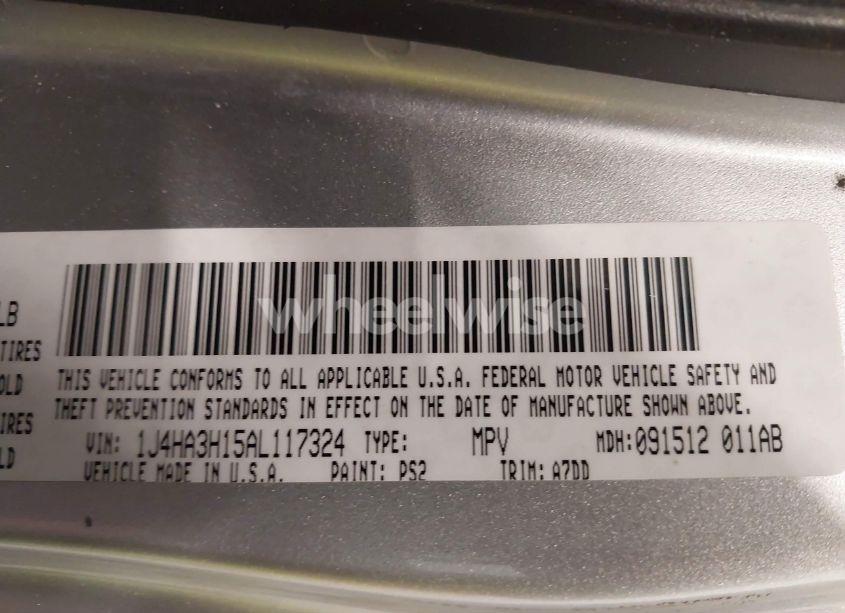 LB
TIRES
OLD
IRES
LD
wheelwise
THIS VEHICLE CONFORMS TO ALL APPLICABLE U.S.A. FEDERAL MOTOR VEHICLE SAFETY AND
THEFT PREVENTION STANDARDS IN EFFECT ON THE DATE OF MANUFACTURE SHOWN ABOVE.
VIN: 1J4HA3H15AL117324 TYPE: MPV MDH:091512 011AB
VEHICLE MADE IN U.S.A. PAINT: PS2 TRIM: A7DD